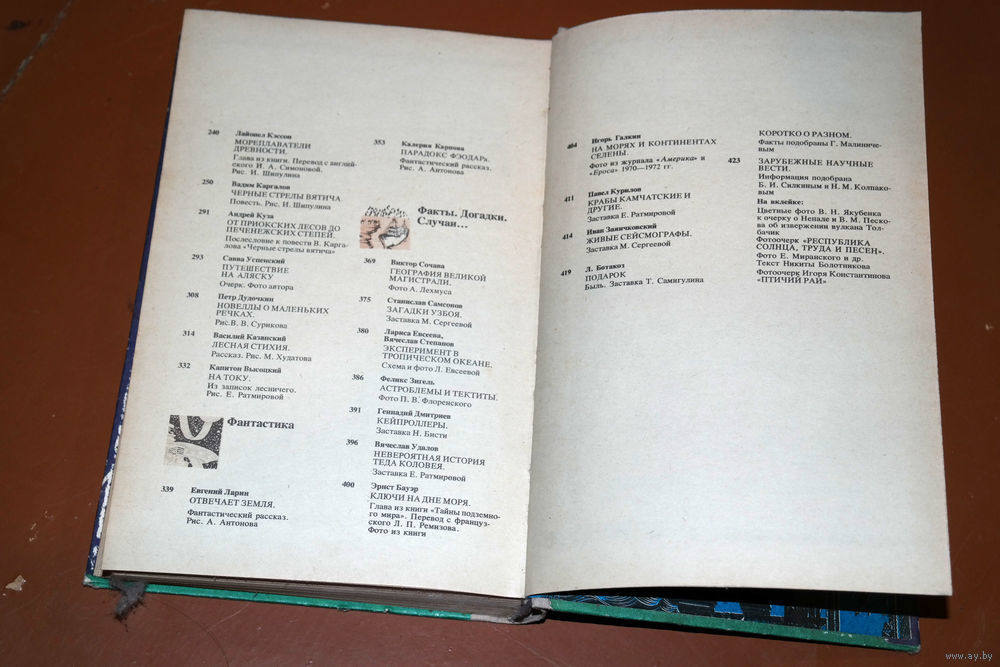 240
Лайонел Кэссон
МОРЕПЛАВАТЕЛИ
ДРЕВНОСТИ.
Глава из книги. Перевод с англий-
ского И. А. Симоновой.
Рис. И. Шипулина
250
Вадим Каргалов
ЧЕРНЫЕ СТРЕЛЫ ВЯТИЧА
Повесть. Рис. И. Шипулина
291
Андрей Куза
ОТ ПРИОКСКИХ ЛЕСОВ ДО
ПЕЧЕНЕЖСКИХ СТЕПЕЙ.
Послесловие к повести В. Карга-
лова «Черные стрелы вятича»
293
Савва Успенский
ПУТЕШЕСТВИЕ
НА АЛЯСКУ
Очерк. Фото автора
308
Петр Дудочкин
НОВЕЛЛЫ О МАЛЕНЬКИХ
РЕЧКАХ.
Рис. В. В. Сурикова
314
Василий Казанский
ЛЕСНАЯ СТИХИЯ.
Рассказ. Рис. М. Худатова
332
Капитон Высоцкий
НА ТОКУ.
Из записок лесничего.
Рис. Е. Ратмировой
Фантастика
339
Евгений Ларин
ОТВЕЧАЕТ ЗЕМЛЯ.
Фантастический рассказ.
Рис. А. Антонова
353
Калерия Карпова
ПАРАДОКС ФЭОДАРа.
Фантастический рассказ.
Рис. А. Антонова
Факты. Догадки.
Случаи...
369
Виктор Сочава
ГЕОГРАФИЯ ВЕЛИКОЙ
МАГИСТРАЛИ.
Фото А. Лехмуса
375
Станислав Самсонов
ЗАГАДКИ УЗБОЯ.
Заставка М. Сергеевой
380
Лариса Евсеева,
Вячеслав Степанов
ЭКСПЕРИМЕНТ В
ТРОПИЧЕСКОМ ОКЕАНЕ.
Схема и фото Л. Евсеевой
386
Феликс Зигель
АСТРОБЛЕМЫ И ТЕКТИТЫ.
Фото П. В. Флоренского
391
Геннадий Дмитриев
КЕЙПРОЛЛЕРЫ.
Заставка Н. Бисти
396
Вячеслав Удалов
НЕВЕРОЯТНАЯ ИСТОРИЯ
ТЕДА КОЛОВЕЯ.
Заставка Е. Ратмировой
400
Эрнст Бауэр
КЛЮЧИ НА ДНЕ МОРЯ.
Глава из книги «Тайны подземно-
го мира». Перевод с француз-
ского Л. П. Ремизова.
Фото из книги
404
Игорь Галкин
НА МОРЯХ И КОНТИНЕНТАХ
СЕЛЕНЫ.
Фото из журнала «Америка» и
«Epoca» 1970—1972 гг.
411
Павел Курилов
КРАБЫ КАМЧАТСКИЕ И
ДРУГИЕ.
Заставка Е. Ратмировой
414
Иван Заянчковский
ЖИВЫЕ СЕЙСМОГРАФЫ.
Заставка М. Сергеевой
419
Л. Ботакоз
ПОДАРОК
Быль. Заставка Т. Самигулина
КОРОТКО О РАЗНОМ.
Факты подобраны Г. Малиниче-
вым
423
ЗАРУБЕЖНЫЕ НАУЧНЫЕ
ВЕСТИ.
Информация подобрана
Б. И. Силкиным и Н. М. Колпако-
вым
На вклейке:
Цветные фото В. Н. Якубенка
к очерку о Непале и В. М. Песко-
ва об извержении вулкана Тол-
бачик
Фотоочерк «РЕСПУБЛИКА
СОЛНЦА, ТРУДА И ПЕСЕН».
Фото Е. Миранского и др.
Текст Никиты Болотникова
Фотоочерк Игоря Константинова
«ПТИЧИЙ РАЙ»
www.ay.by